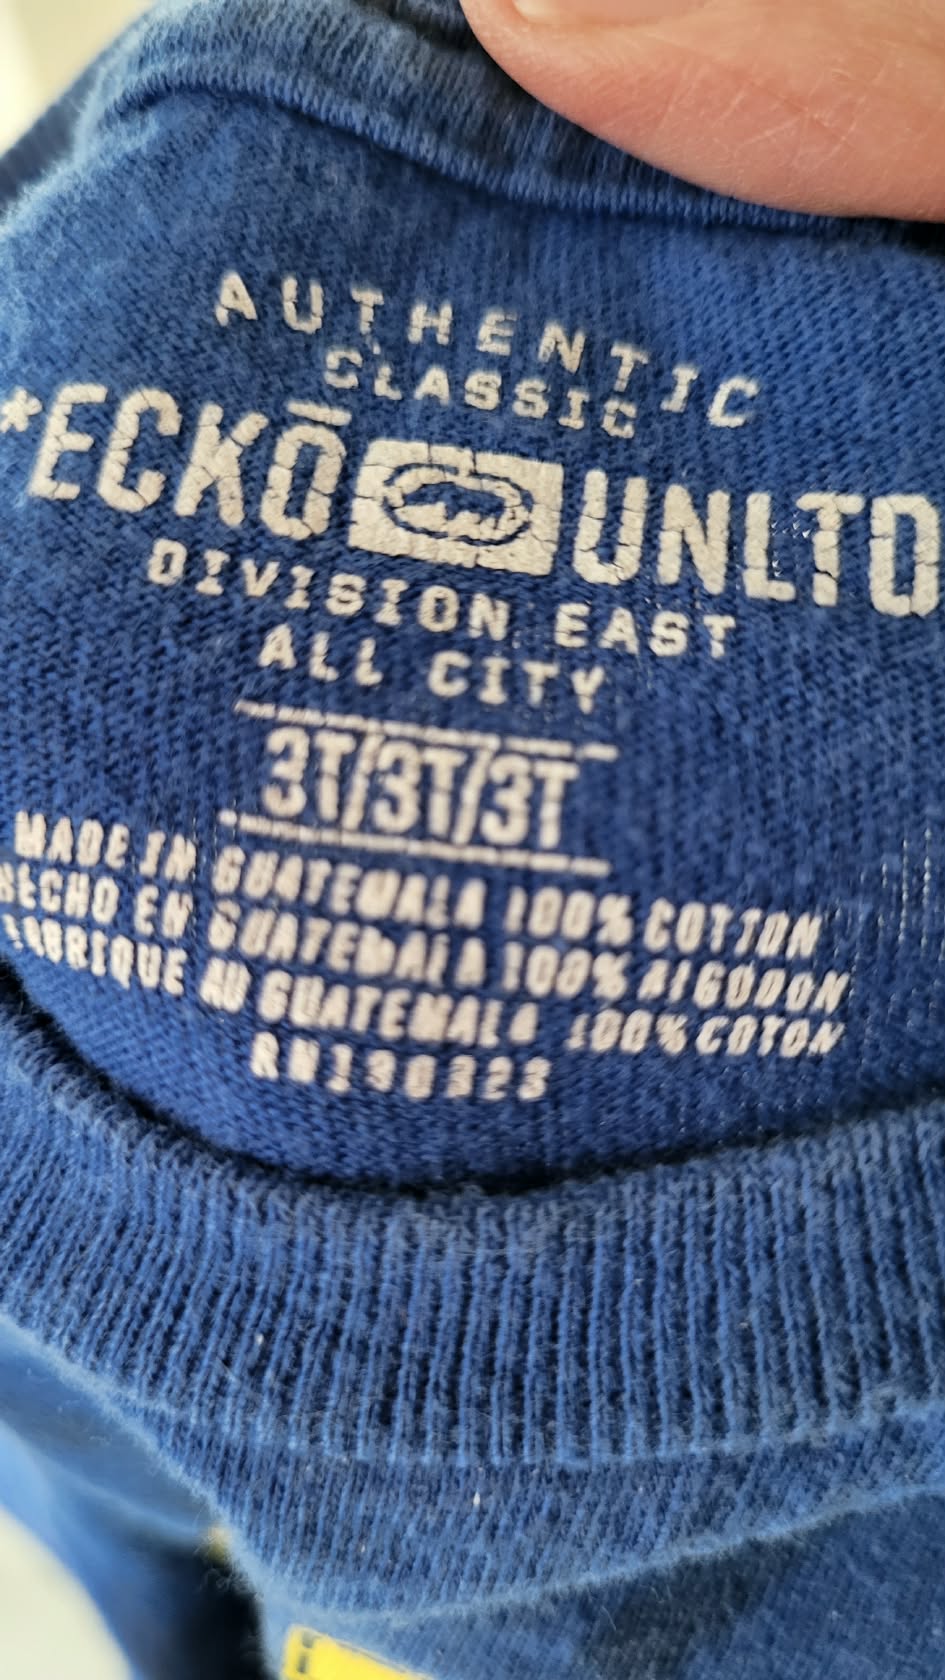 AUTHENTIC
CLASSIC
*ECKŌ UNLTD
DIVISION EAST
ALL CITY
3T/3T/3T
MADE IN GUATEMALA 100% COTTON
HECHO EN GUATEMALA 100% ALGODON
FABRIQUE AU GUATEMALA 100% COTON